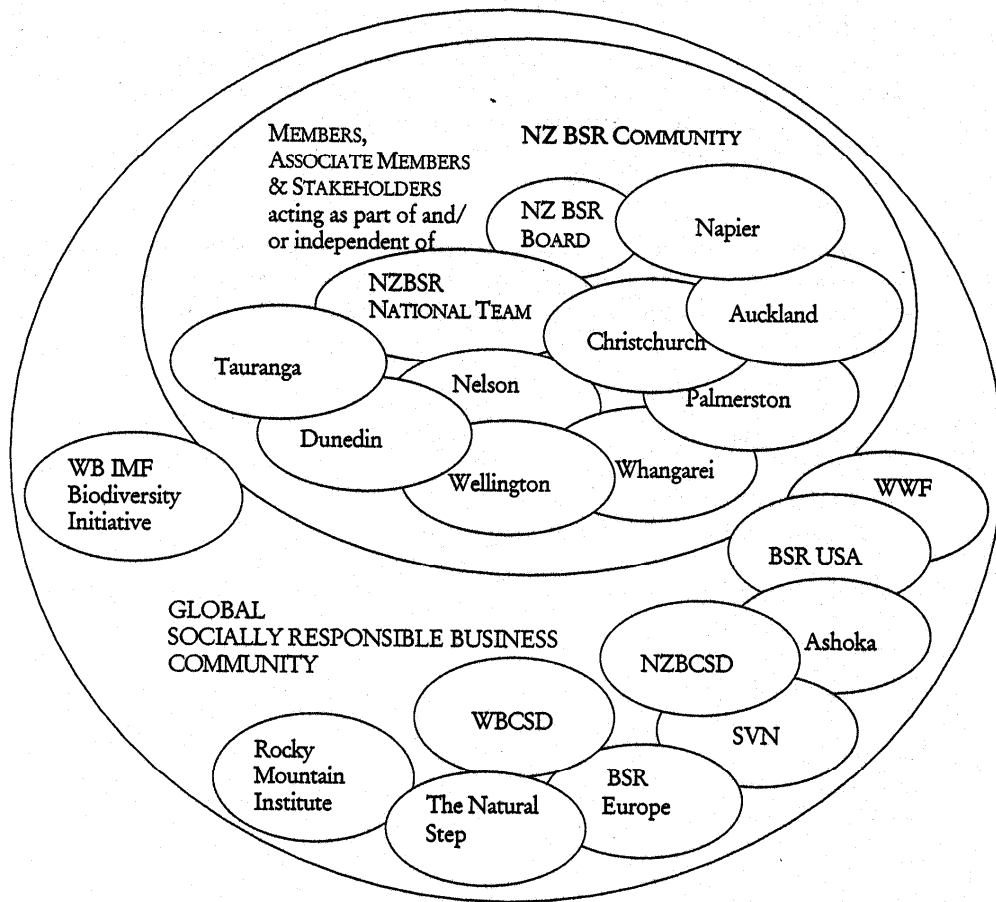 MEMBERS,
ASSOCIATE MEMBERS
& STAKEHOLDERS
acting as part of and/
or independent of
NZ BSR COMMUNITY
NZ BSR
BOARD
Napier
NZBSR
NATIONAL TEAM
Auckland
Christchurch
Tauranga
Nelson
Palmerston
Dunedin
Wellington
Whangarei
WB IMF
Biodiversity
Initiative
WWF
BSR USA
GLOBAL
SOCIALLY RESPONSIBLE BUSINESS
COMMUNITY
Ashoka
NZBCSD
WBCSD
SVN
Rocky
Mountain
Institute
BSR
Europe
The Natural
Step